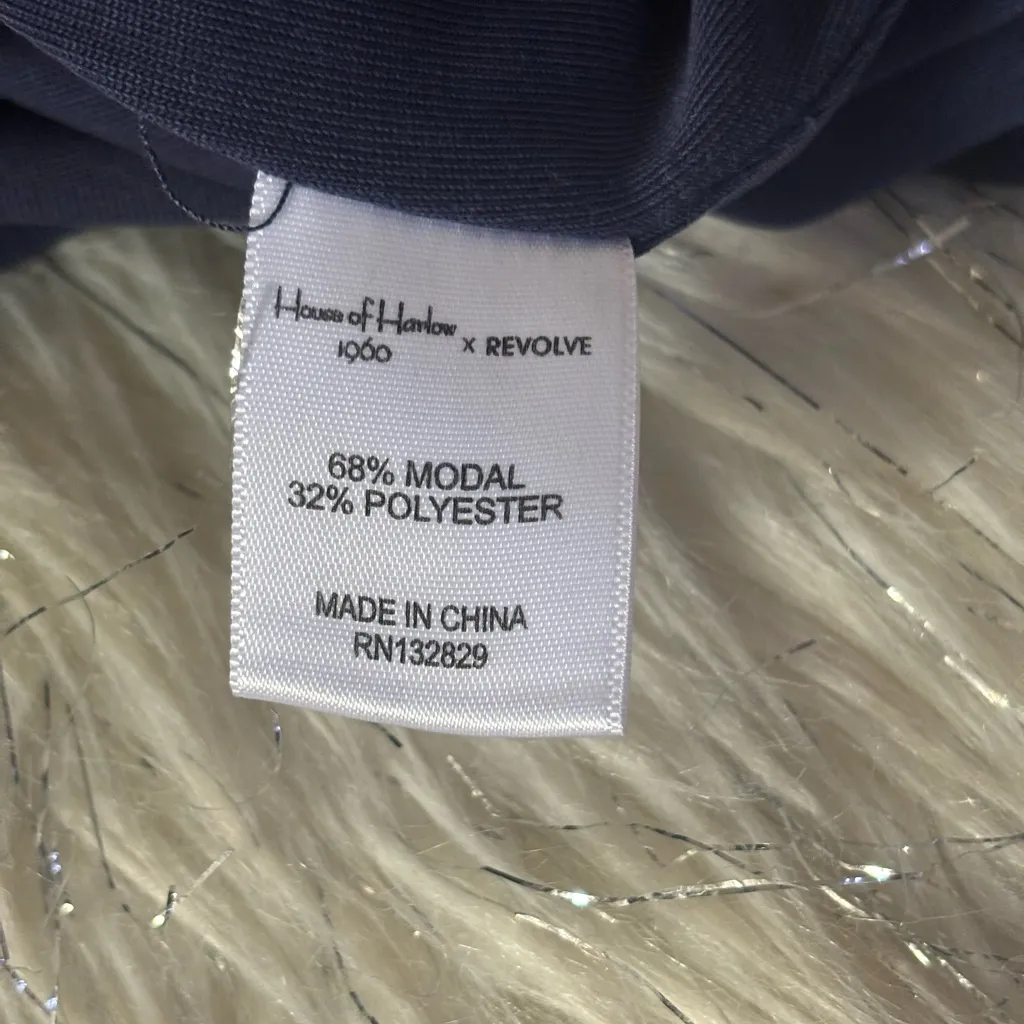 House of Harlow
1960 x REVOLVE
68% MODAL
32% POLYESTER
MADE IN CHINA
RN132829